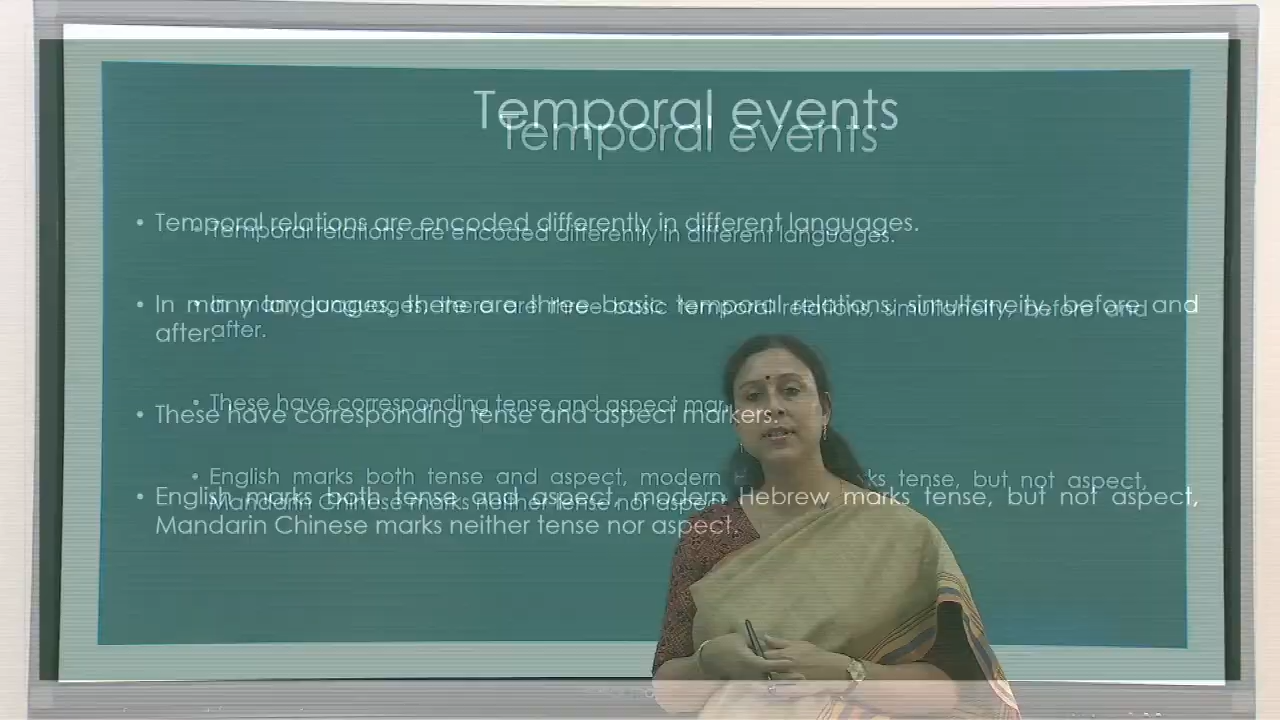 Temporal events
• Temporal relations are encoded differently in different languages.
• In many languages, there are three basic temporal relations, simultaneity, before and
after.
• These have corresponding tense and aspect markers.
• English marks both tense and aspect, modern Hebrew marks tense, but not aspect,
Mandarin Chinese marks neither tense nor aspect.